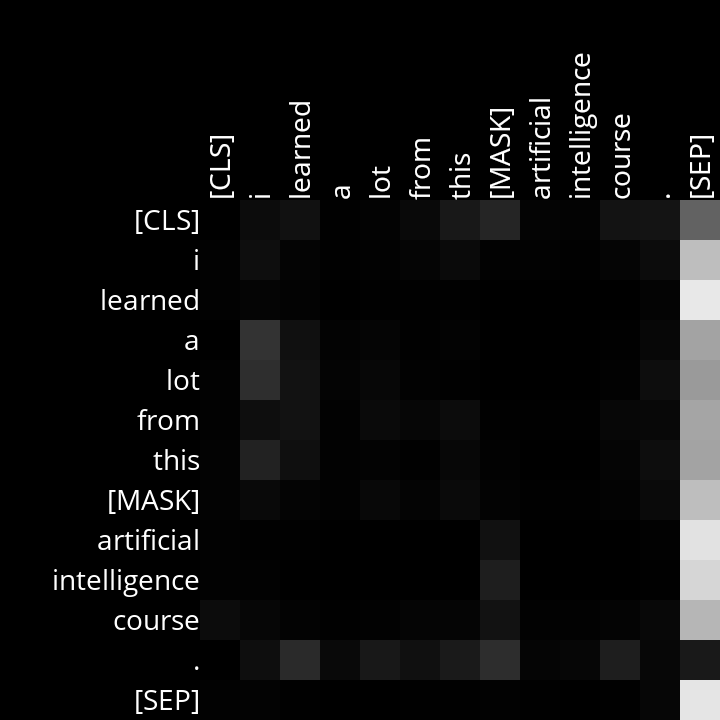 [CLS]
i
learned
a
lot
from
this
[MASK]
artificial
intelligence
course
.
[SEP]
[CLS]
i
learned
a
lot
from
this
[MASK]
artificial
intelligence
course
.
[SEP]